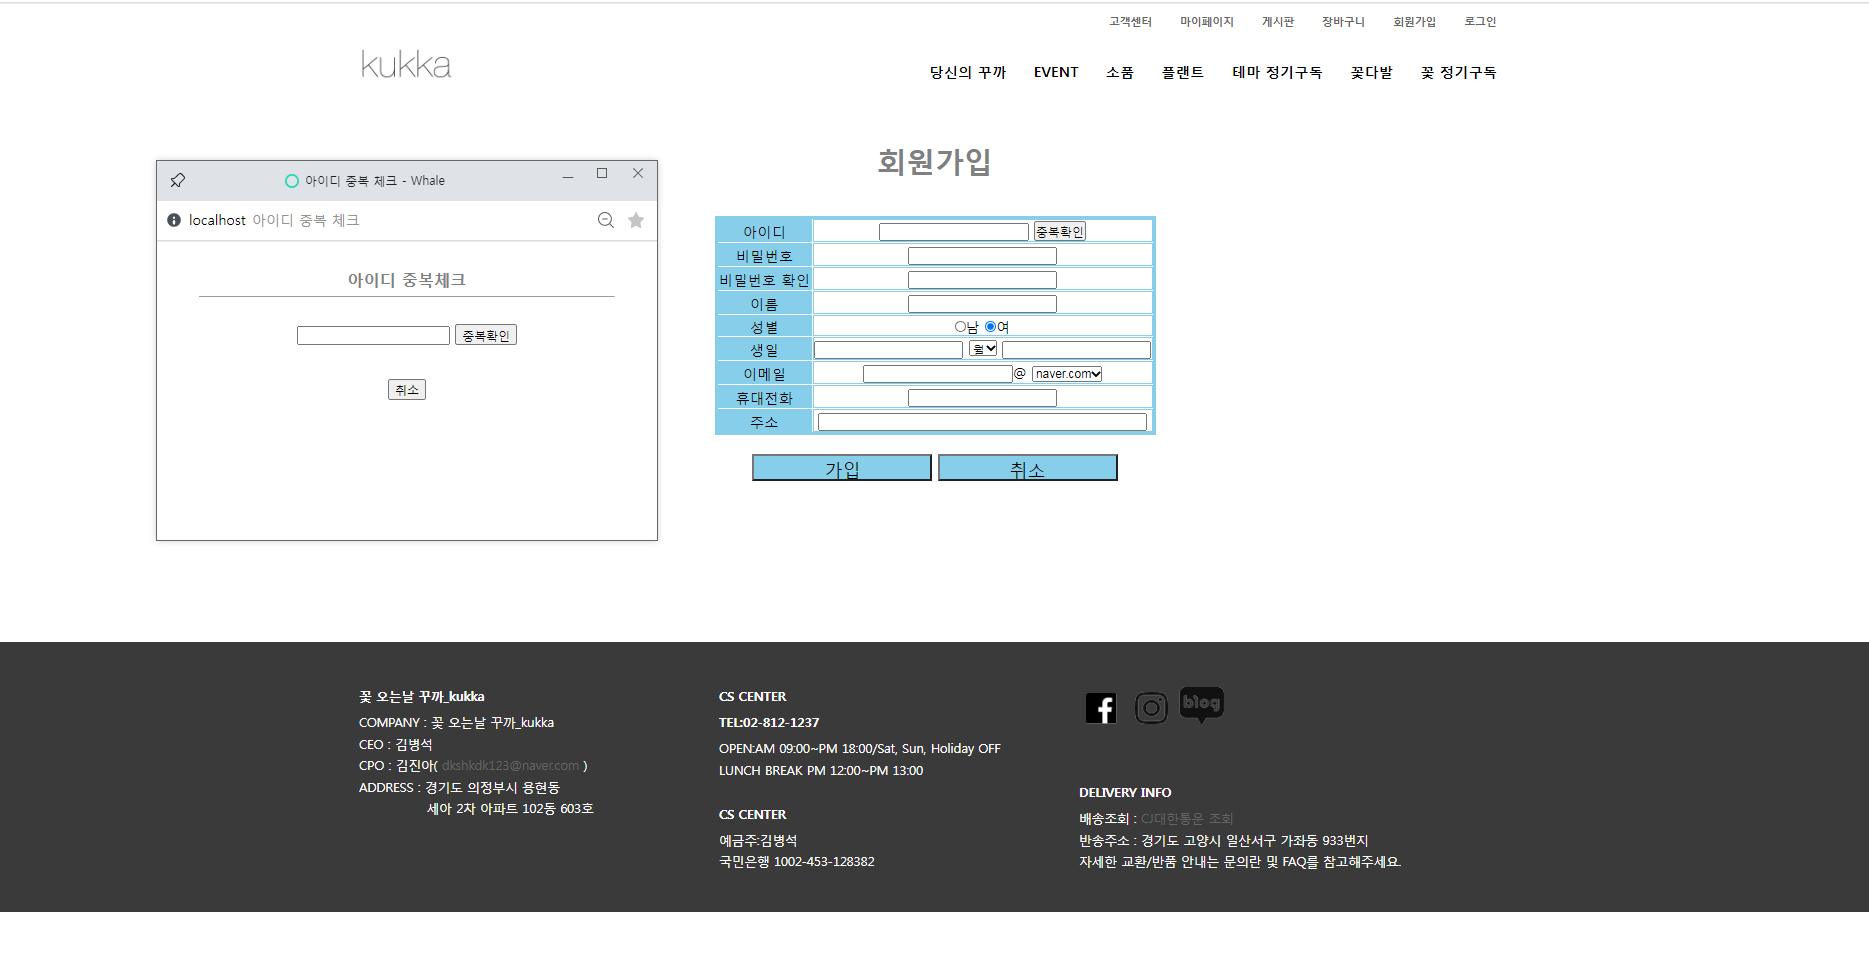 고객센터 마이페이지 게시판 장바구니 회원가입 로그인
kukka
당신의 꾸까 EVENT 소품 플랜트 테마 정기구독 꽃다발 꽃 정기구독
회원가입
아이디 중복 체크 - Whale
localhost 아이디 중복 체크
아이디 중복체크
중복확인
취소
아이디 중복확인
비밀번호
비밀번호 확인
이름
성별 남 여
생일 월
이메일 @ naver.com
휴대전화
주소
가입 취소
꽃 오는날 꾸까_kukka
COMPANY : 꽃 오는날 꾸까_kukka
CEO : 김병석
CPO : 김진아( dkshkdk123@naver.com )
ADDRESS : 경기도 의정부시 용현동
세아 2차 아파트 102동 603호
CS CENTER
TEL:02-812-1237
OPEN:AM 09:00~PM 18:00/Sat, Sun, Holiday OFF
LUNCH BREAK PM 12:00~PM 13:00
CS CENTER
예금주:김병석
국민은행 1002-453-128382
blog
DELIVERY INFO
배송조회 : CJ대한통운 조회
반송주소 : 경기도 고양시 일산서구 가좌동 933번지
자세한 교환/반품 안내는 문의란 및 FAQ를 참고해주세요.